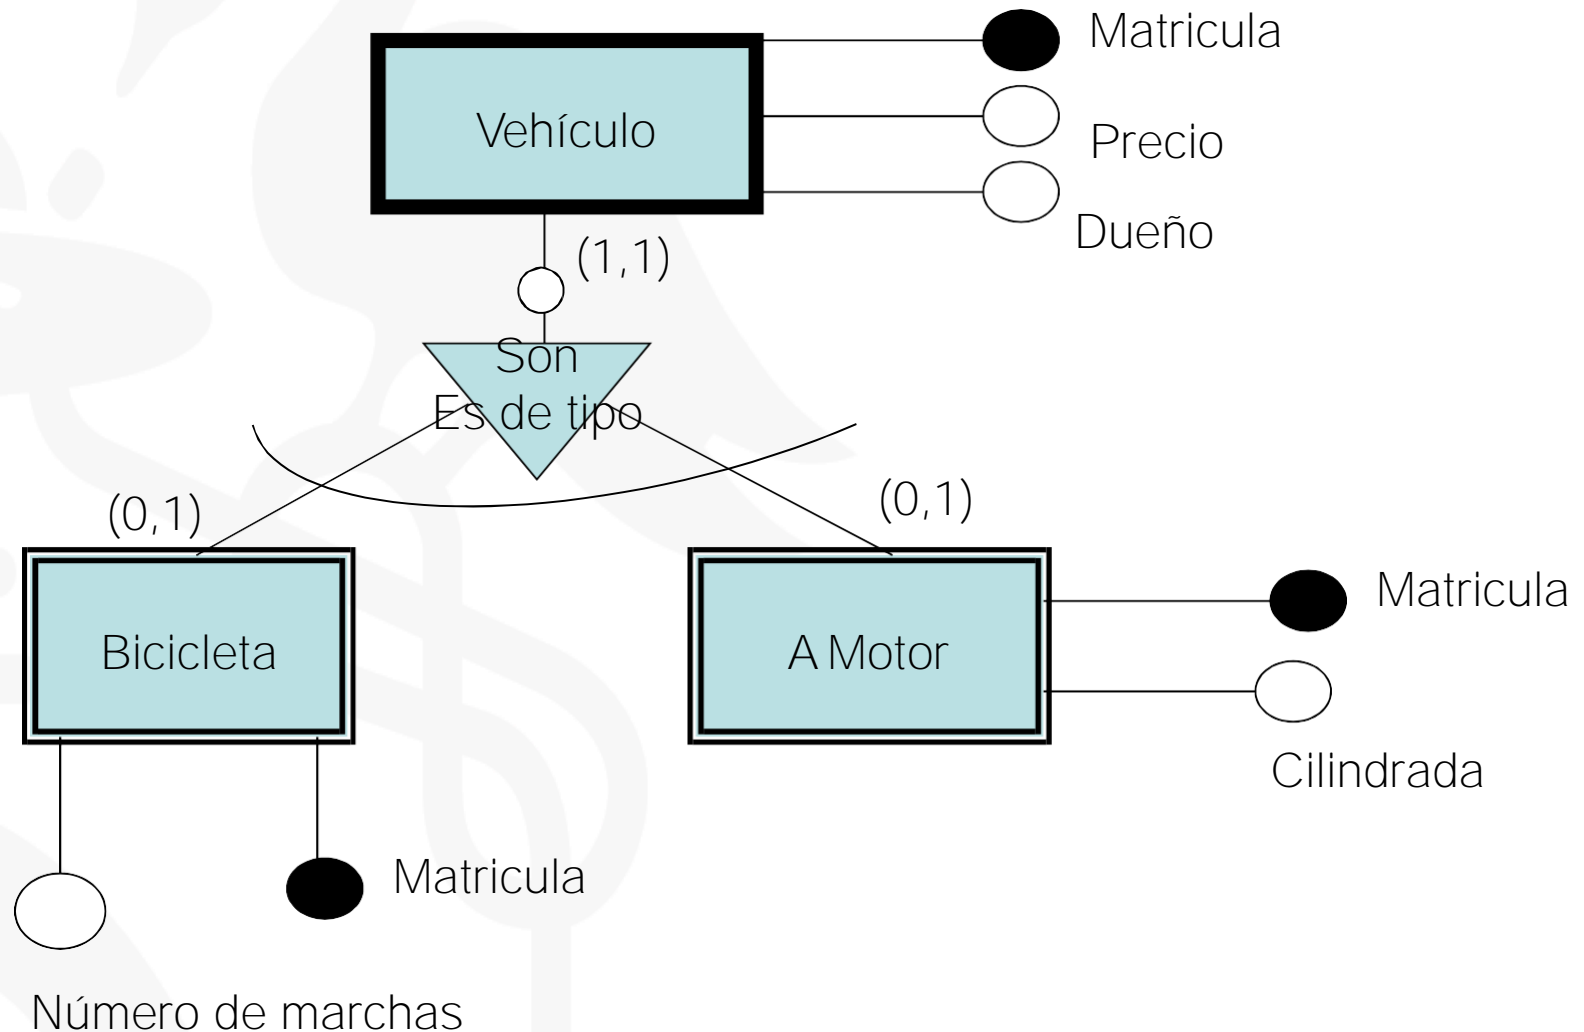 Matricula
Vehículo
Precio
Dueño
(1,1)
Son
Es de tipo
(0,1)
(0,1)
Bicicleta
A Motor
Matricula
Cilindrada
Matricula
Número de marchas